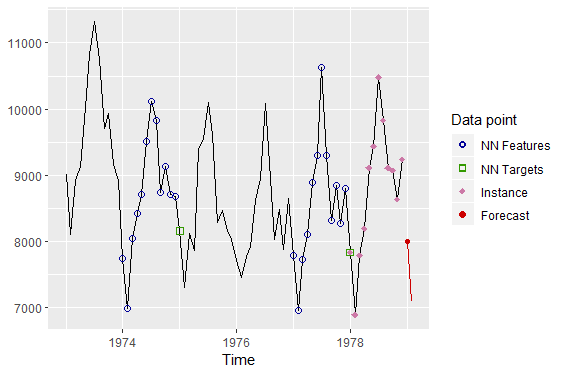 11000
10000
9000
8000
7000
1974
1976
1978
Time
Data point
NN Features
NN Targets
Instance
Forecast